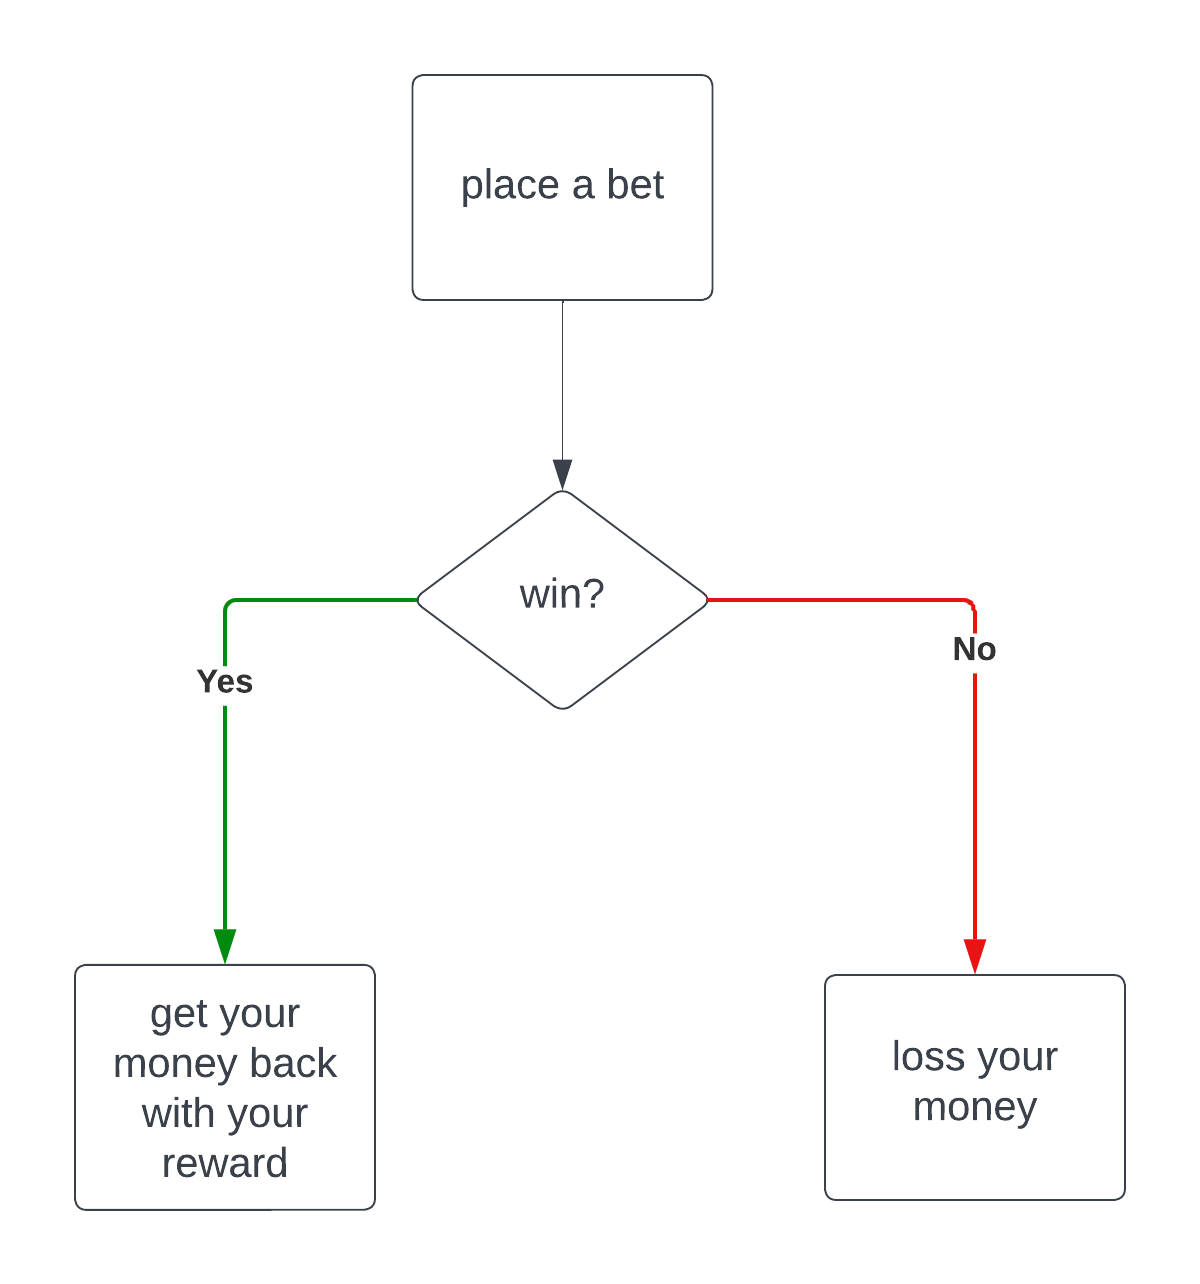 place a bet
win?
Yes
No
get your
money back
with your
reward
loss your
money